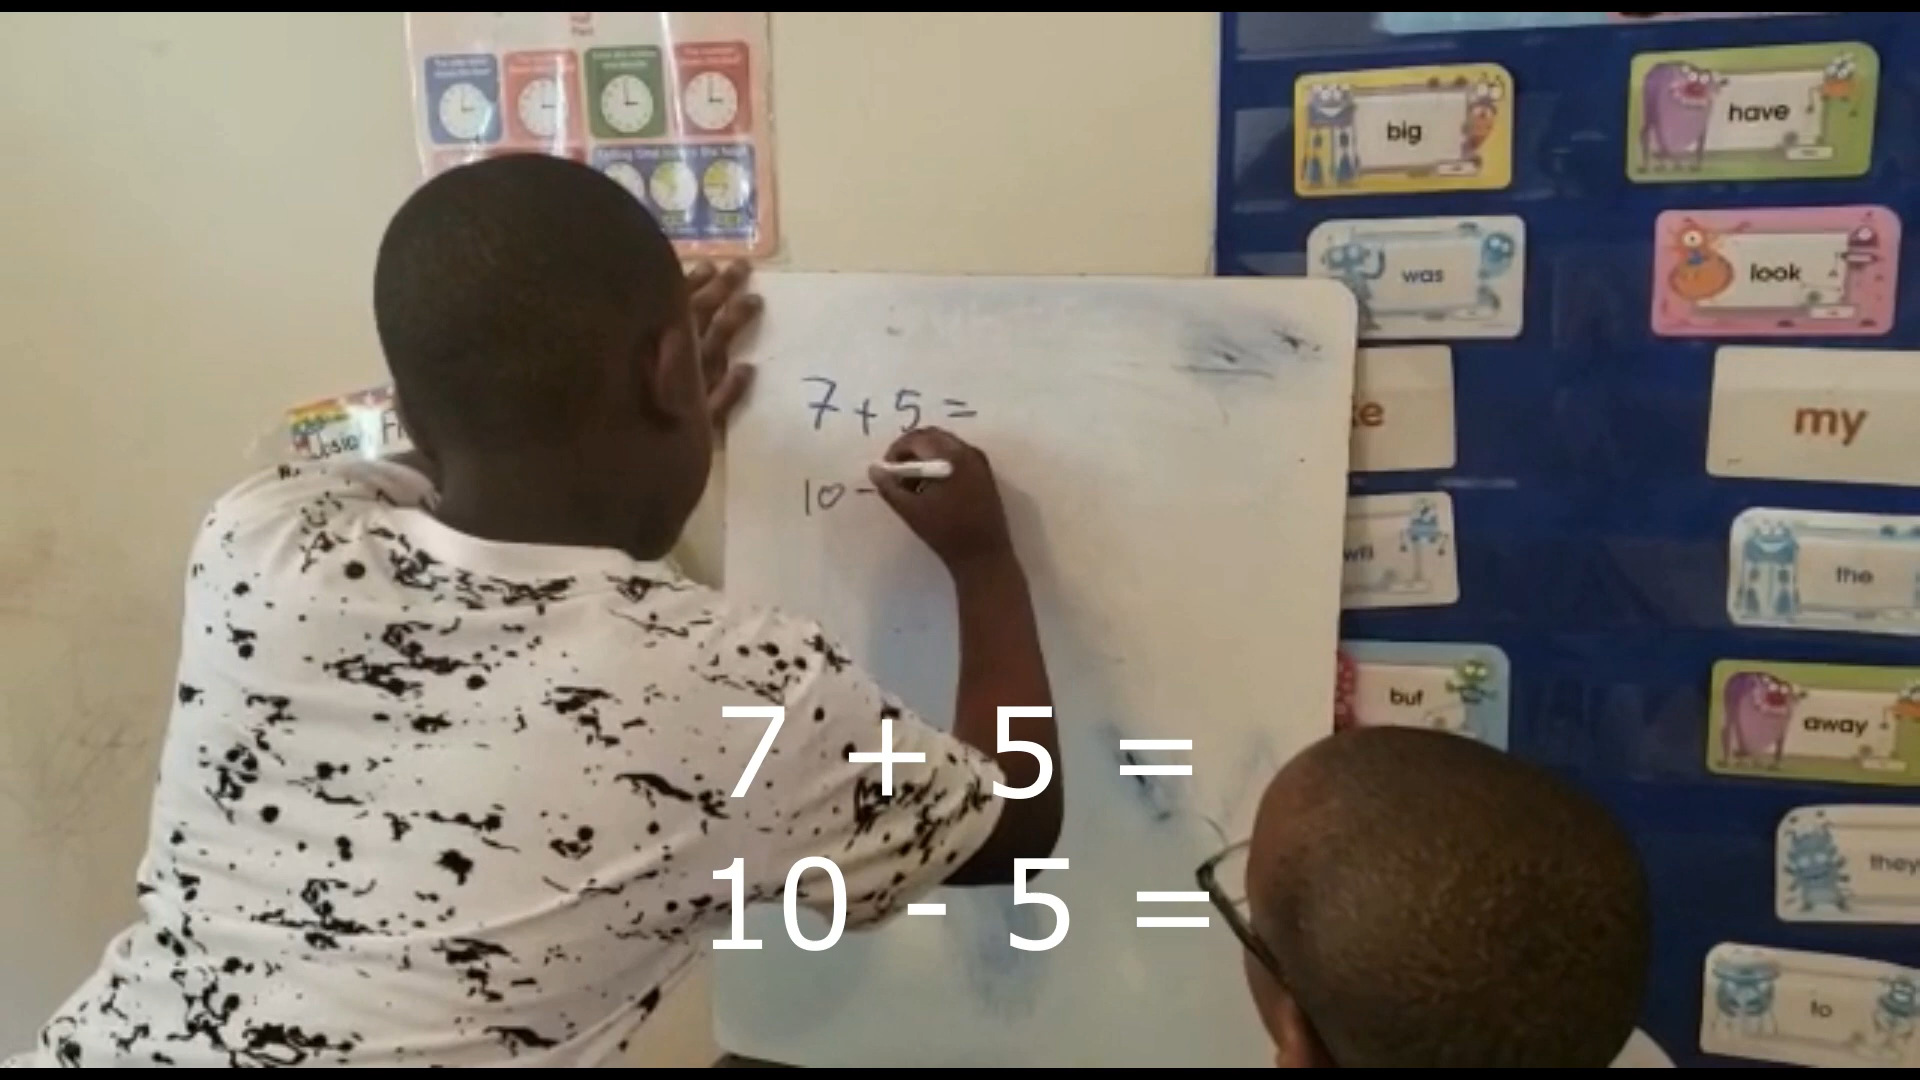 big
have
was
look
7 + 5 =
10 -
my
the
but
away
they
to
7 + 5 =
10 - 5 =